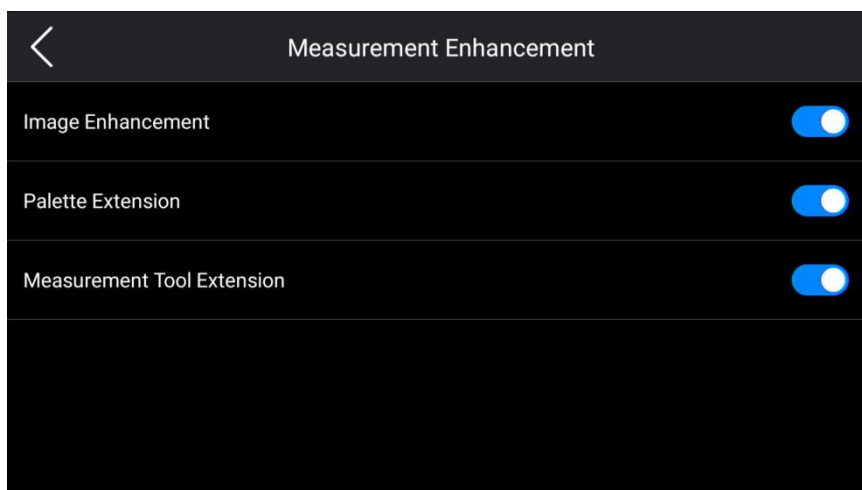 Measurement Enhancement
Image Enhancement
Palette Extension
Measurement Tool Extension